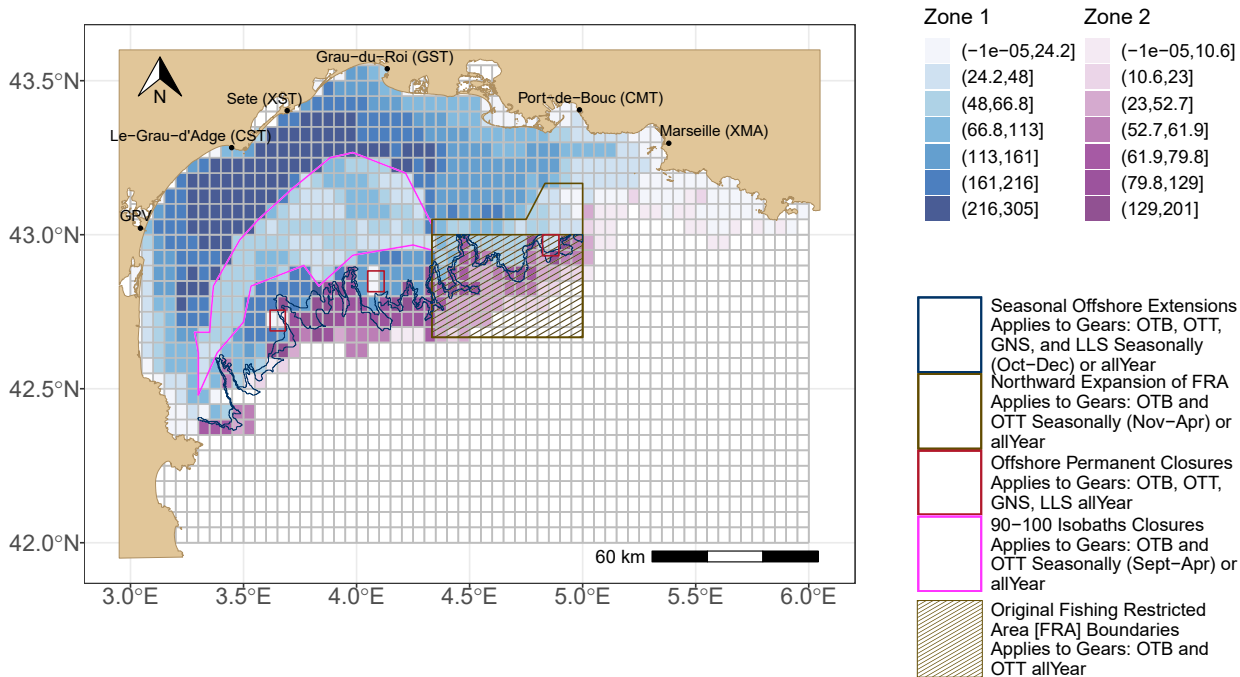 Zone 1
(−1e−05,24.2]
(24.2,48]
(48,66.8]
(66.8,113]
(113,161]
(161,216]
(216,305]
Zone 2
(−1e−05,10.6]
(10.6,23]
(23,52.7]
(52.7,61.9]
(61.9,79.8]
(79.8,129]
(129,201]
43.5°N
43.0°N
42.5°N
42.0°N
N
Grau−du−Roi (GST)
Sete (XST)
Port−de−Bouc (CMT)
Le−Grau−d'Adge (CST)
Marseille (XMA)
GPV
60 km
3.0°E
3.5°E
4.0°E
4.5°E
5.0°E
5.5°E
6.0°E
Seasonal Offshore Extensions
Applies to Gears: OTB, OTT,
GNS, and LLS Seasonally
(Oct−Dec) or allYear
Northward Expansion of FRA
Applies to Gears: OTB and
OTT Seasonally (Nov−Apr) or
allYear
Offshore Permanent Closures
Applies to Gears: OTB, OTT,
GNS, LLS allYear
90−100 Isobaths Closures
Applies to Gears: OTB and
OTT Seasonally (Sept−Apr) or
allYear
Original Fishing Restricted
Area [FRA] Boundaries
Applies to Gears: OTB and
OTT allYear